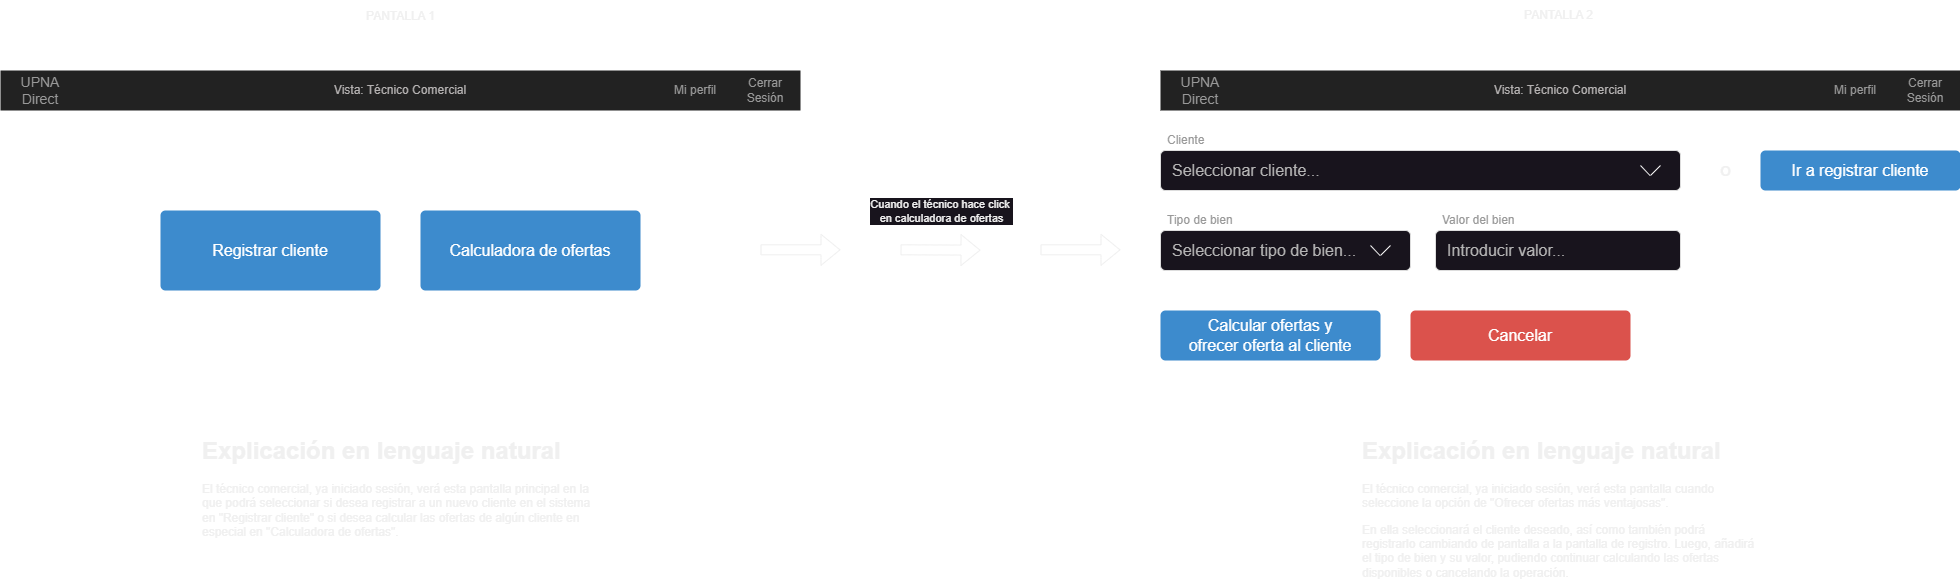 PANTALLA 1
UPNA
Direct
Vista: Técnico Comercial
Mi perfil
Cerrar
Sesión
Registrar cliente
Calculadora de ofertas
Explicación en lenguaje natural
El técnico comercial, ya iniciado sesión, verá esta pantalla principal en la
que podrá seleccionar si desea registrar a un nuevo cliente en el sistema
en "Registrar cliente" o si desea calcular las ofertas de algún cliente en
especial en "Calculadora de ofertas".
Cuando el técnico hace click
en calculadora de ofertas
PANTALLA 2
UPNA
Direct
Vista: Técnico Comercial
Mi perfil
Cerrar
Sesión
Cliente
Seleccionar cliente...
O
Ir a registrar cliente
Tipo de bien
Valor del bien
Seleccionar tipo de bien...
Introducir valor...
Calcular ofertas y
ofrecer oferta al cliente
Cancelar
Explicación en lenguaje natural
El técnico comercial, ya iniciado sesión, verá esta pantalla cuando
seleccione la opción de "Ofrecer ofertas más ventajosas".
En ella seleccionará el cliente deseado, así como también podrá
registrarlo cambiando de pantalla a la pantalla de registro. Luego, añadirá
el tipo de bien y su valor, pudiendo continuar calculando las ofertas
disponibles o cancelando la operación.